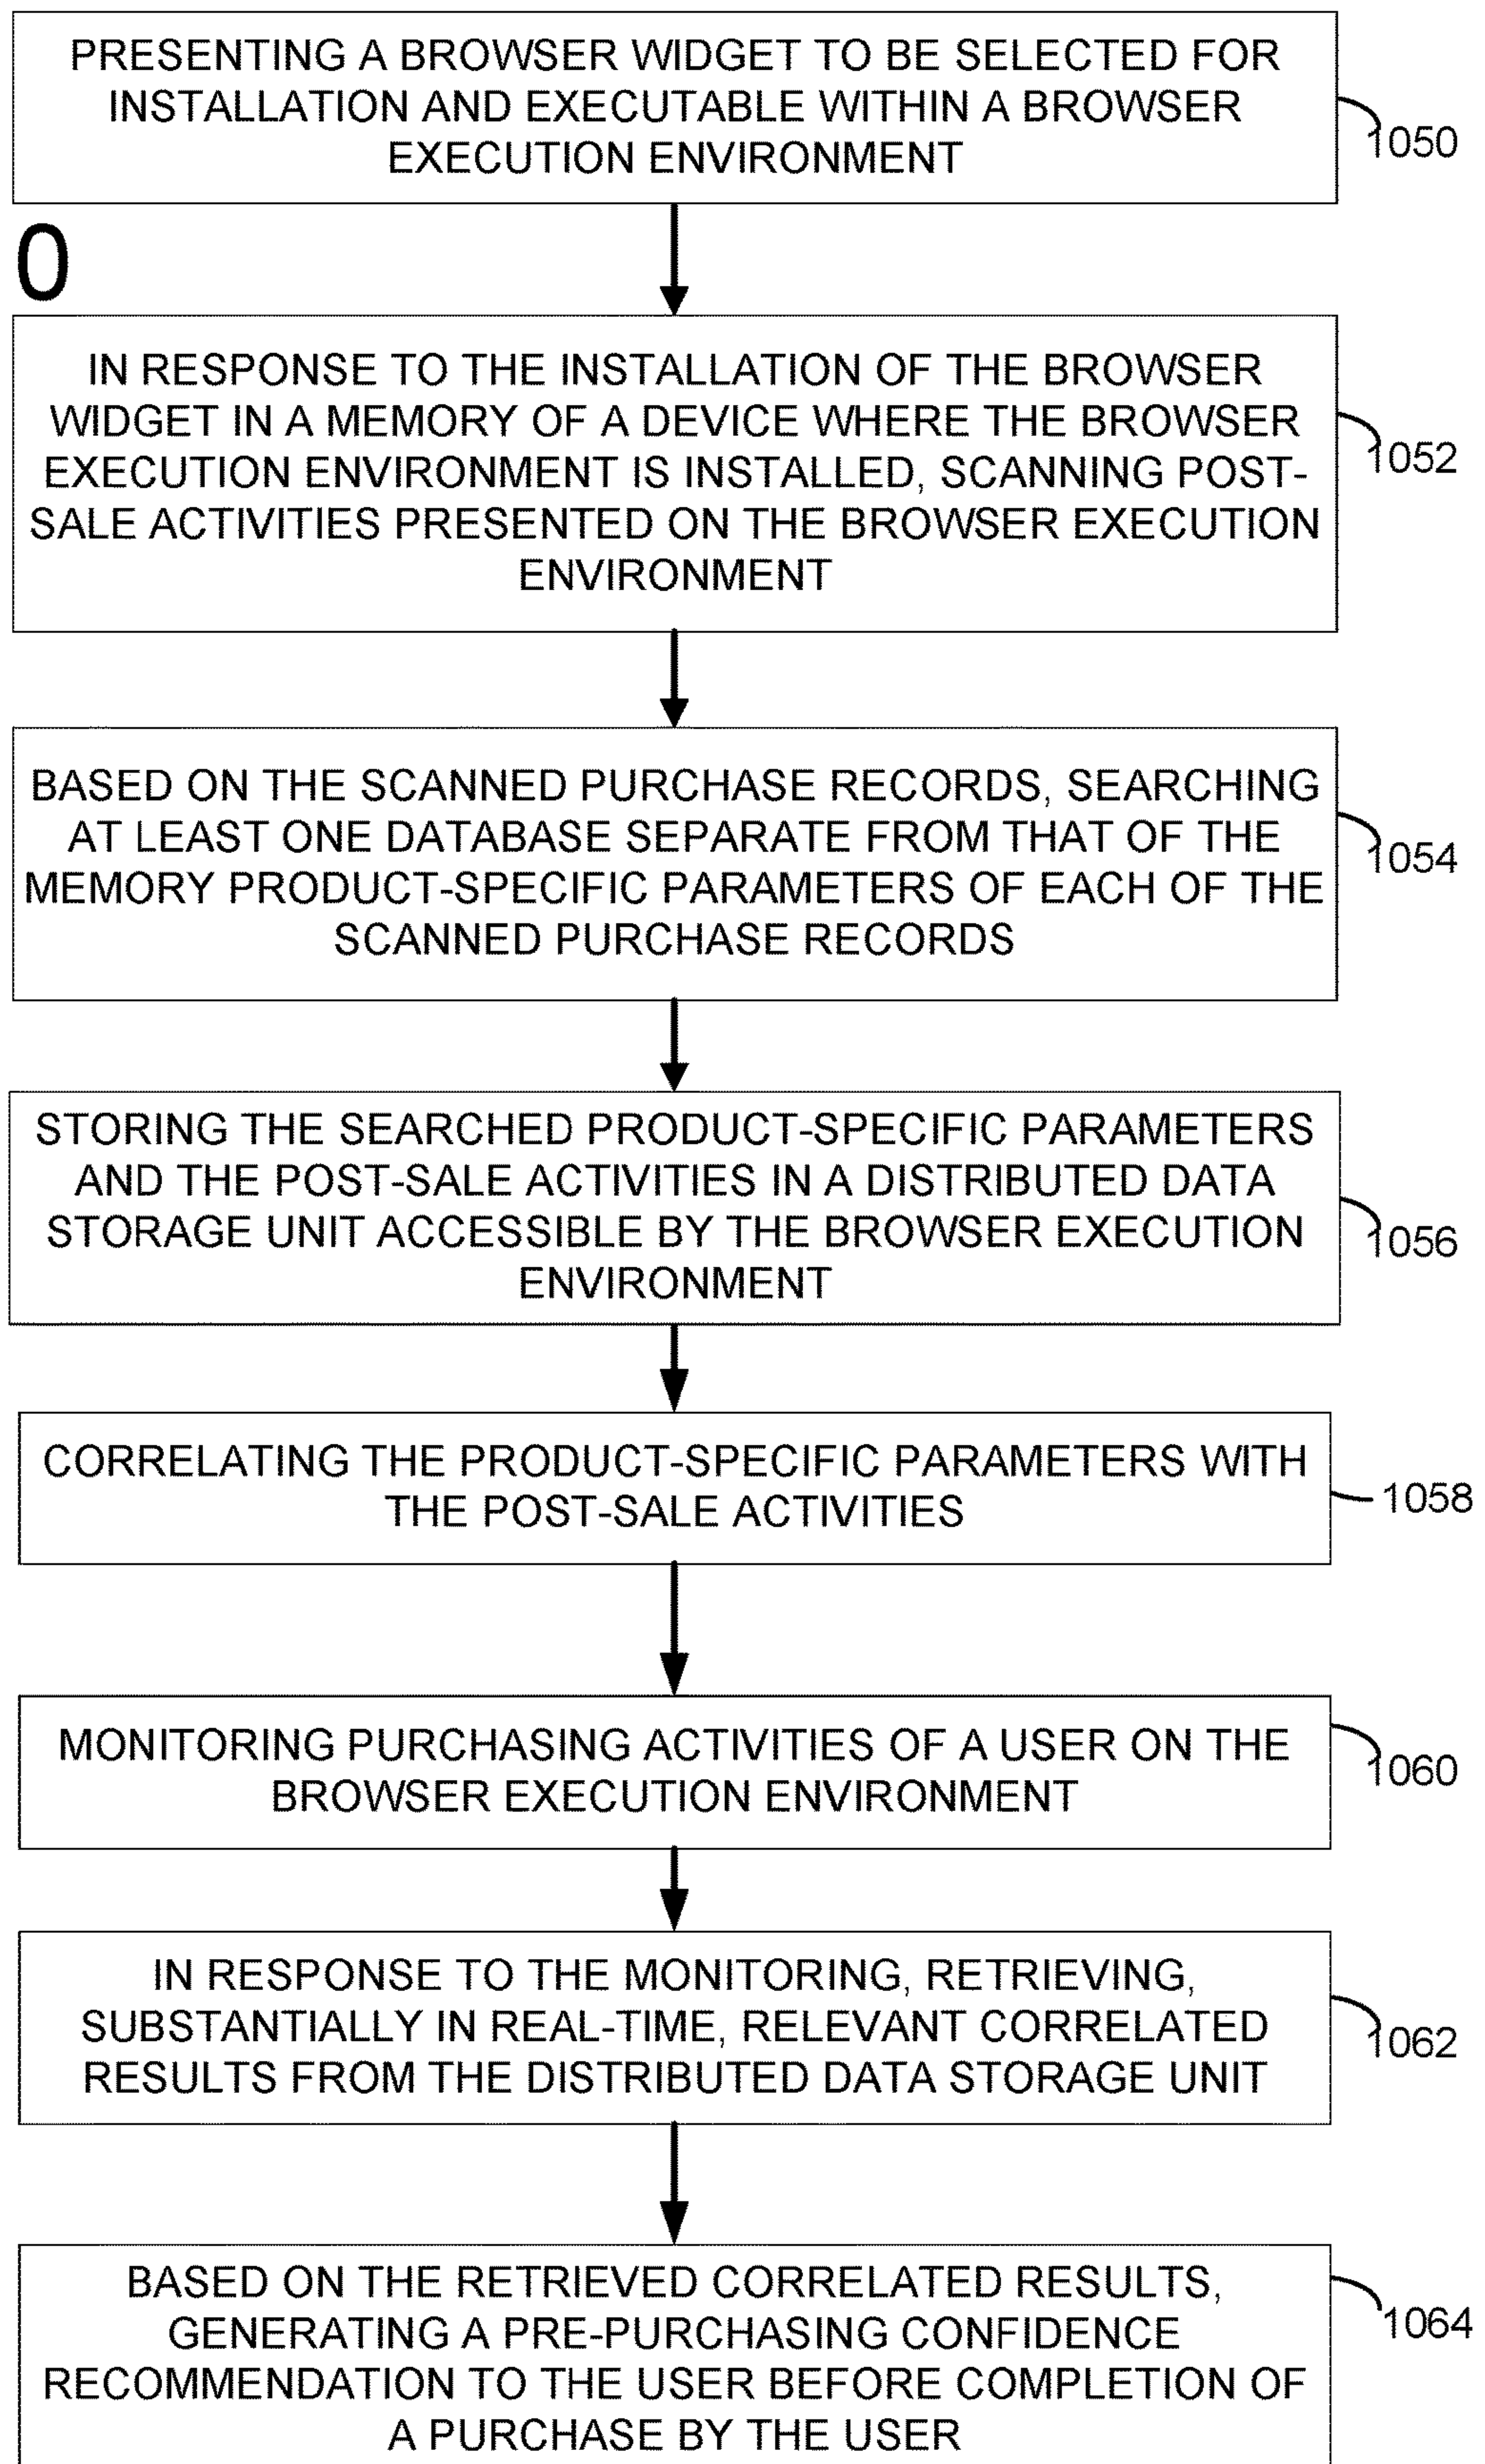 PRESENTING A BROWSER WIDGET TO BE SELECTED FOR
INSTALLATION AND EXECUTABLE WITHIN A BROWSER
EXECUTION ENVIRONMENT
1050
0
IN RESPONSE TO THE INSTALLATION OF THE BROWSER
WIDGET IN A MEMORY OF A DEVICE WHERE THE BROWSER
EXECUTION ENVIRONMENT IS INSTALLED, SCANNING POST-
SALE ACTIVITIES PRESENTED ON THE BROWSER EXECUTION
ENVIRONMENT
1052
BASED ON THE SCANNED PURCHASE RECORDS, SEARCHING
AT LEAST ONE DATABASE SEPARATE FROM THAT OF THE
MEMORY PRODUCT-SPECIFIC PARAMETERS OF EACH OF THE
SCANNED PURCHASE RECORDS
1054
STORING THE SEARCHED PRODUCT-SPECIFIC PARAMETERS
AND THE POST-SALE ACTIVITIES IN A DISTRIBUTED DATA
STORAGE UNIT ACCESSIBLE BY THE BROWSER EXECUTION
ENVIRONMENT
1056
CORRELATING THE PRODUCT-SPECIFIC PARAMETERS WITH
THE POST-SALE ACTIVITIES
1058
MONITORING PURCHASING ACTIVITIES OF A USER ON THE
BROWSER EXECUTION ENVIRONMENT
1060
IN RESPONSE TO THE MONITORING, RETRIEVING,
SUBSTANTIALLY IN REAL-TIME, RELEVANT CORRELATED
RESULTS FROM THE DISTRIBUTED DATA STORAGE UNIT
1062
BASED ON THE RETRIEVED CORRELATED RESULTS,
GENERATING A PRE-PURCHASING CONFIDENCE
RECOMMENDATION TO THE USER BEFORE COMPLETION OF
A PURCHASE BY THE USER
1064